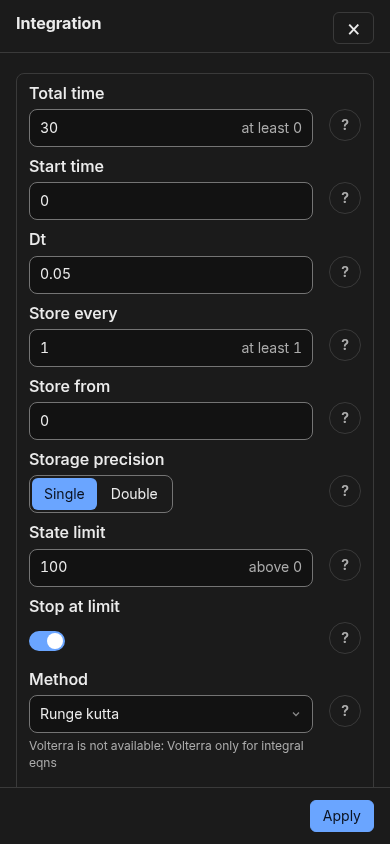 Integration
Total time
30 at least 0
?
Start time
0
?
Dt
0.05
?
Store every
1 at least 1
?
Store from
0
?
Storage precision
Single Double
?
State limit
100 above 0
?
Stop at limit
?
Method
Runge kutta
?
Volterra is not available: Volterra only for integral
eqns
Apply